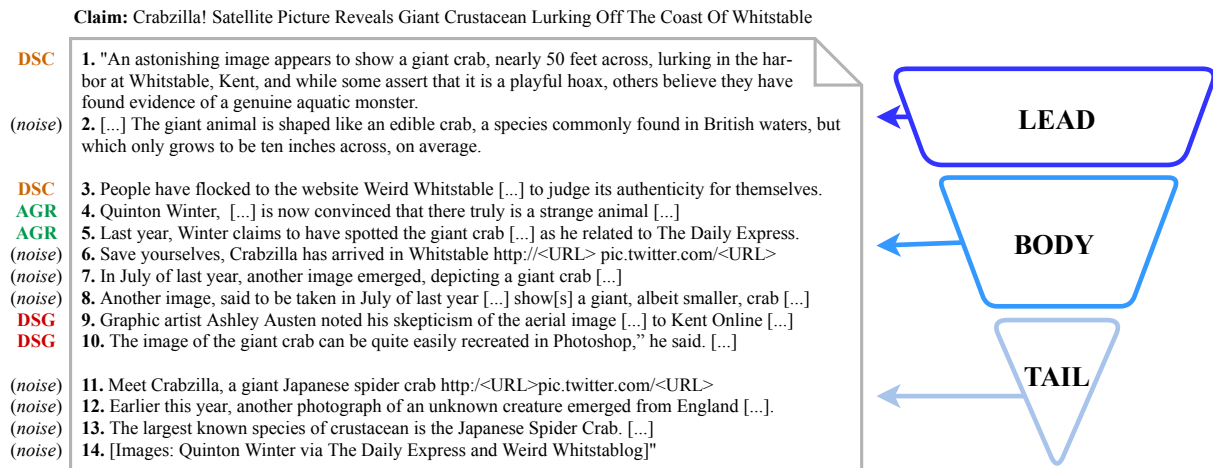 Claim: Crabzilla! Satellite Picture Reveals Giant Crustacean Lurking Off The Coast Of Whitstable
DSC 1. "An astonishing image appears to show a giant crab, nearly 50 feet across, lurking in the har-
bor at Whitstable, Kent, and while some assert that it is a playful hoax, others believe they have
found evidence of a genuine aquatic monster.
(noise) 2. [...] The giant animal is shaped like an edible crab, a species commonly found in British waters, but
which only grows to be ten inches across, on average.
LEAD
DSC 3. People have flocked to the website Weird Whitstable [...] to judge its authenticity for themselves.
AGR 4. Quinton Winter, [...] is now convinced that there truly is a strange animal [...]
AGR 5. Last year, Winter claims to have spotted the giant crab [...] as he related to The Daily Express.
(noise) 6. Save yourselves, Crabzilla has arrived in Whitstable http://<URL> pic.twitter.com/<URL>
(noise) 7. In July of last year, another image emerged, depicting a giant crab [...]
(noise) 8. Another image, said to be taken in July of last year [...] show[s] a giant, albeit smaller, crab [...]
DSG 9. Graphic artist Ashley Austen noted his skepticism of the aerial image [...] to Kent Online [...]
DSG 10. The image of the giant crab can be quite easily recreated in Photoshop,” he said. [...]
BODY
(noise) 11. Meet Crabzilla, a giant Japanese spider crab http:/<URL>pic.twitter.com/<URL>
(noise) 12. Earlier this year, another photograph of an unknown creature emerged from England [...].
(noise) 13. The largest known species of crustacean is the Japanese Spider Crab. [...]
(noise) 14. [Images: Quinton Winter via The Daily Express and Weird Whitstablog]"
TAIL